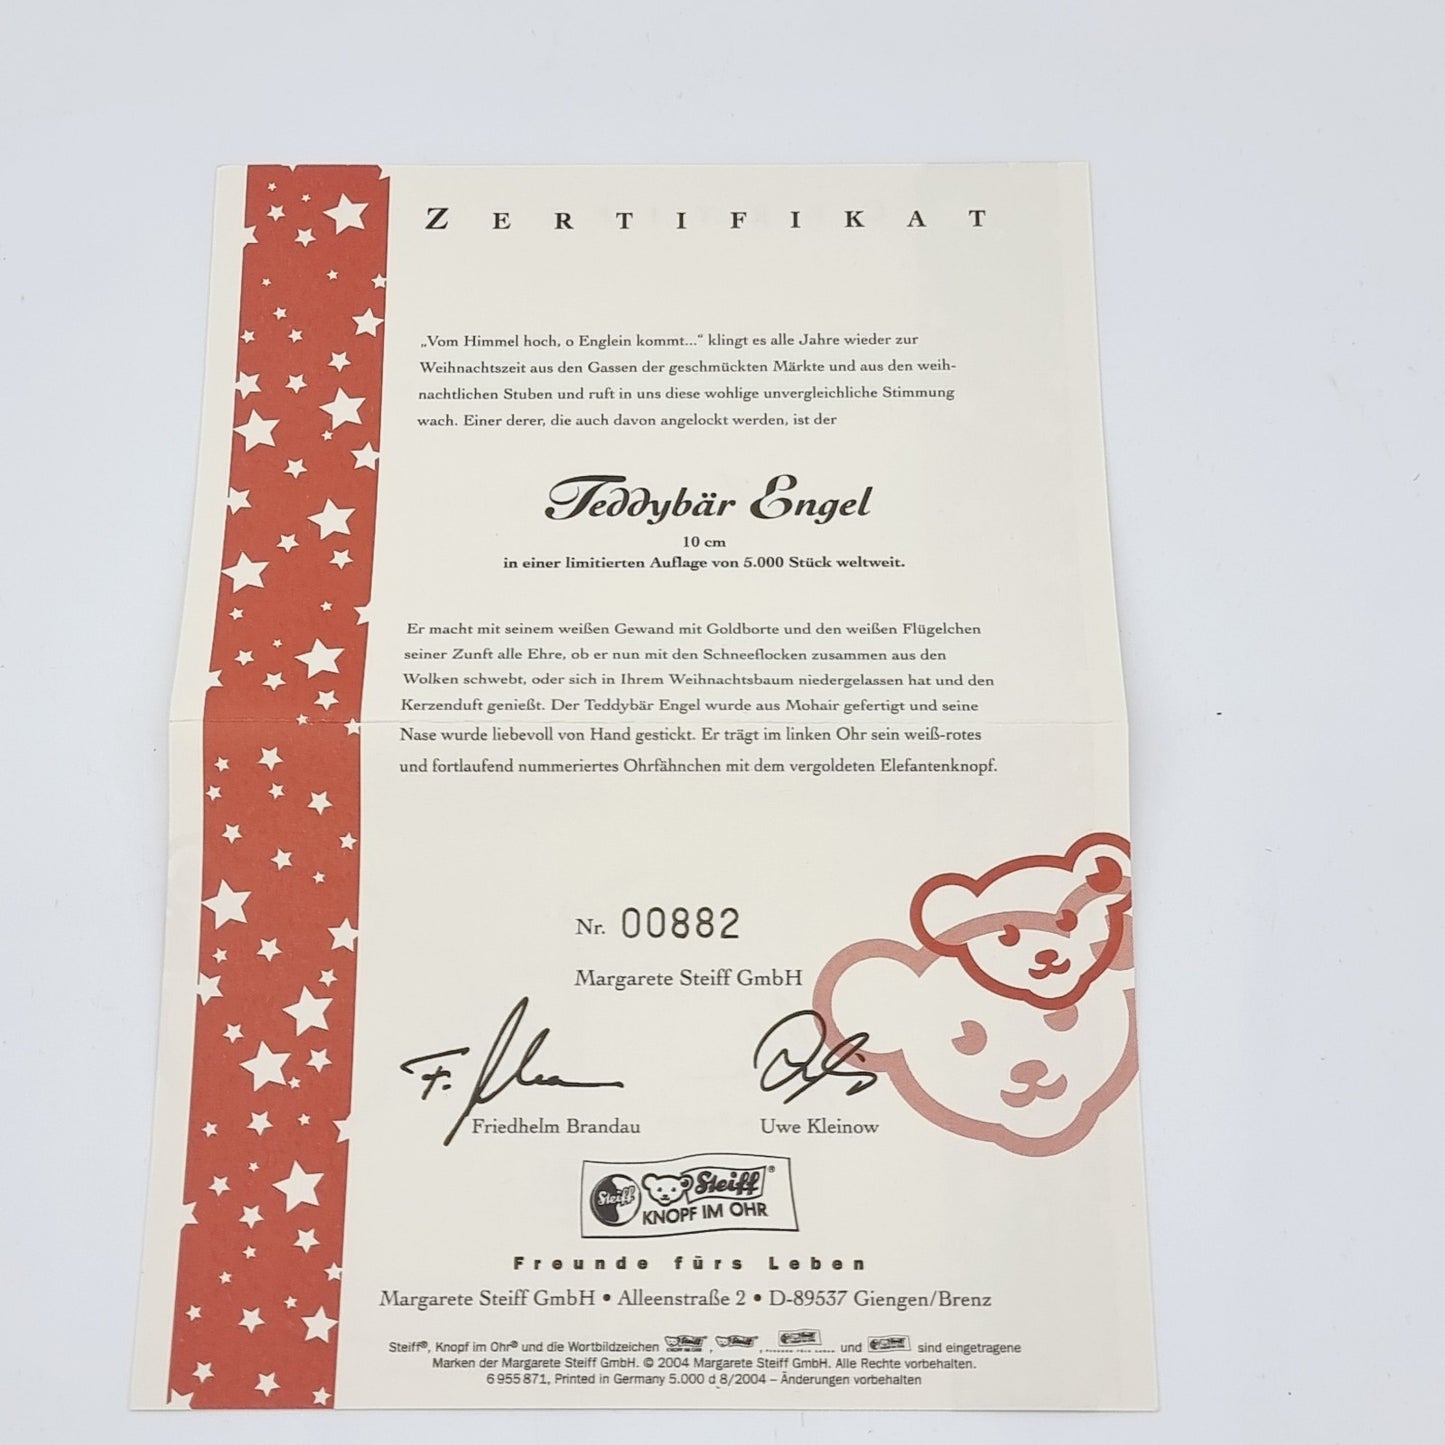 ZERTIFIKAT
„Vom Himmel hoch, o Englein kommt...“ klingt es alle Jahre wieder zur
Weihnachtszeit aus den Gassen der geschmückten Märkte und aus den weih-
nachtlichen Stuben und ruft in uns diese wohlige unvergleichliche Stimmung
wach. Einer derer, die auch davon angelockt werden, ist der
Teddybär Engel
10 cm
in einer limitierten Auflage von 5.000 Stück weltweit.
Er macht mit seinem weißen Gewand mit Goldborte und den weißen Flügelchen
seiner Zunft alle Ehre, ob er nun mit den Schneeflocken zusammen aus den
Wolken schwebt, oder sich in Ihrem Weihnachtsbaum niedergelassen hat und den
Kerzenduft genießt. Der Teddybär Engel wurde aus Mohair gefertigt und seine
Nase wurde liebevoll von Hand gestickt. Er trägt im linken Ohr sein weiß-rotes
und fortlaufend nummeriertes Ohrfähnchen mit dem vergoldeten Elefantenknopf.
Nr. 00882
Margarete Steiff GmbH
Friedhelm Brandau Uwe Kleinow
Steiff Steiff®
KNOPF IM OHR
Freunde fürs Leben
Margarete Steiff GmbH • Alleenstraße 2 • D-89537 Giengen/Brenz
Steiff®, Knopf im Ohr® und die Wortbildzeichen , , , und sind eingetragene
Marken der Margarete Steiff GmbH. © 2004 Margarete Steiff GmbH. Alle Rechte vorbehalten.
6 955 871, Printed in Germany 5.000 d 8/2004 – Änderungen vorbehalten